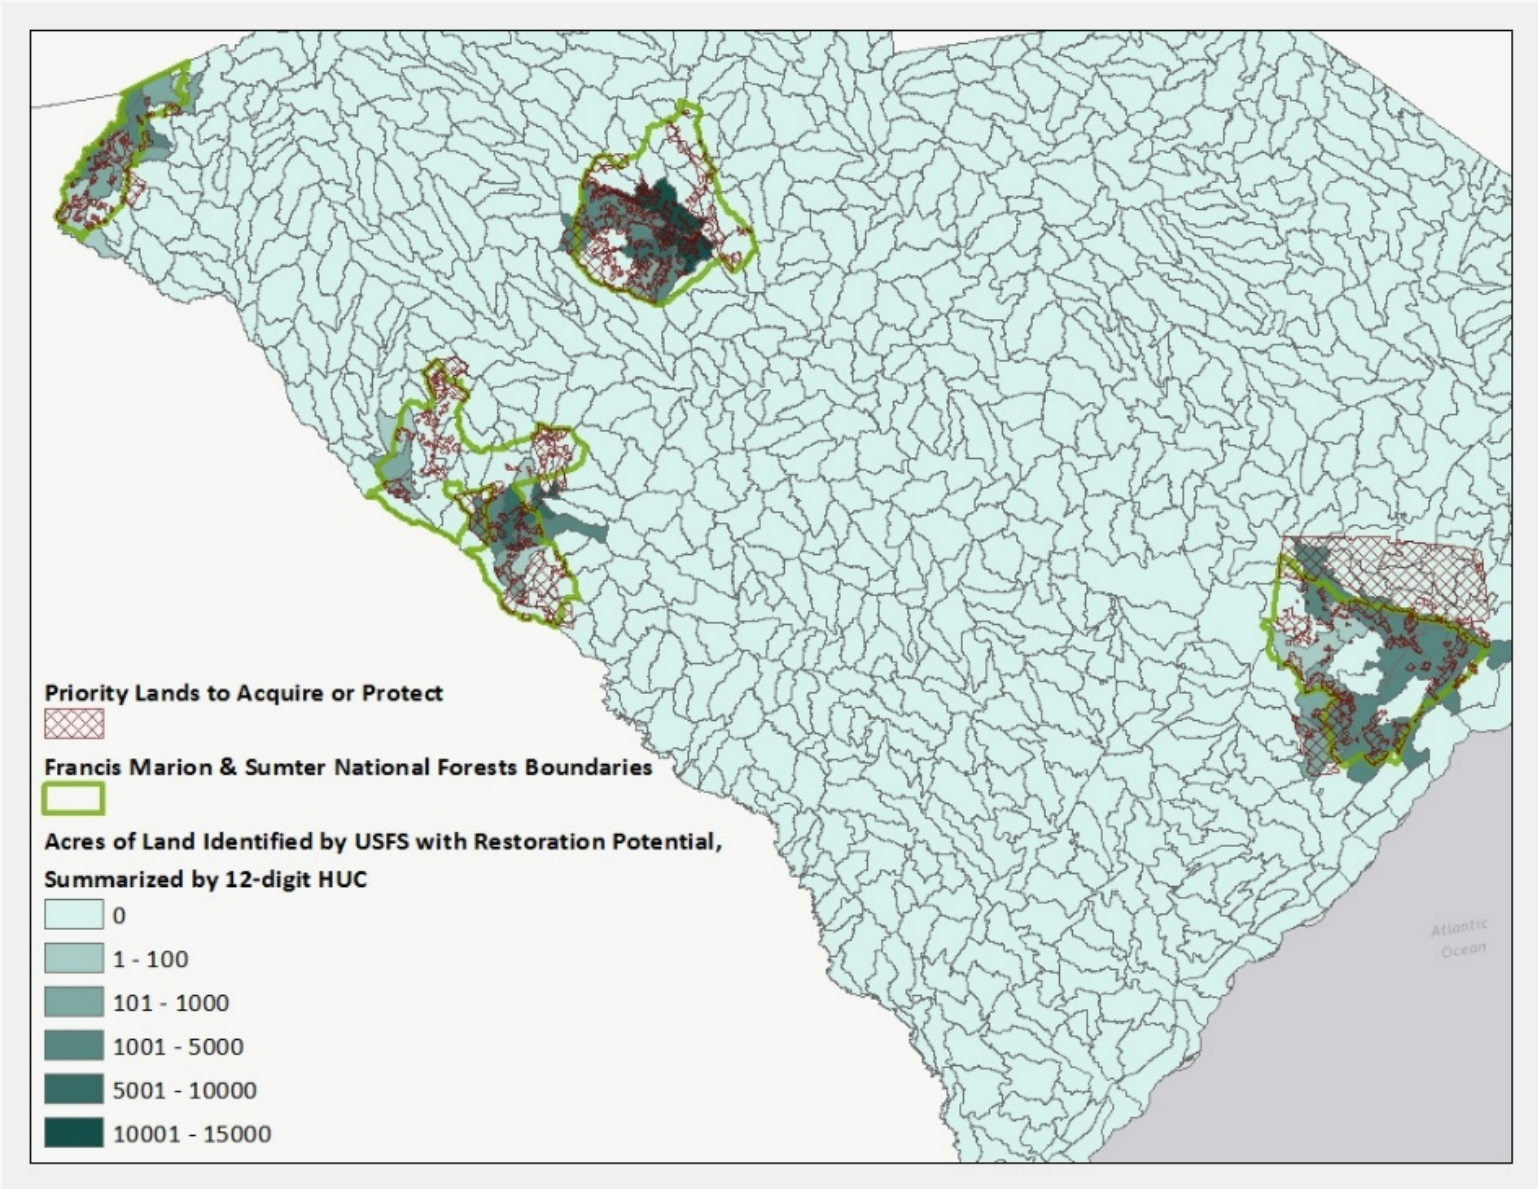 Priority Lands to Acquire or Protect
Francis Marion & Sumter National Forests Boundaries
Acres of Land Identified by USFS with Restoration Potential,
Summarized by 12-digit HUC
0
1 - 100
101 - 1000
1001 - 5000
5001 - 10000
10001 - 15000
Atlantic
Ocean